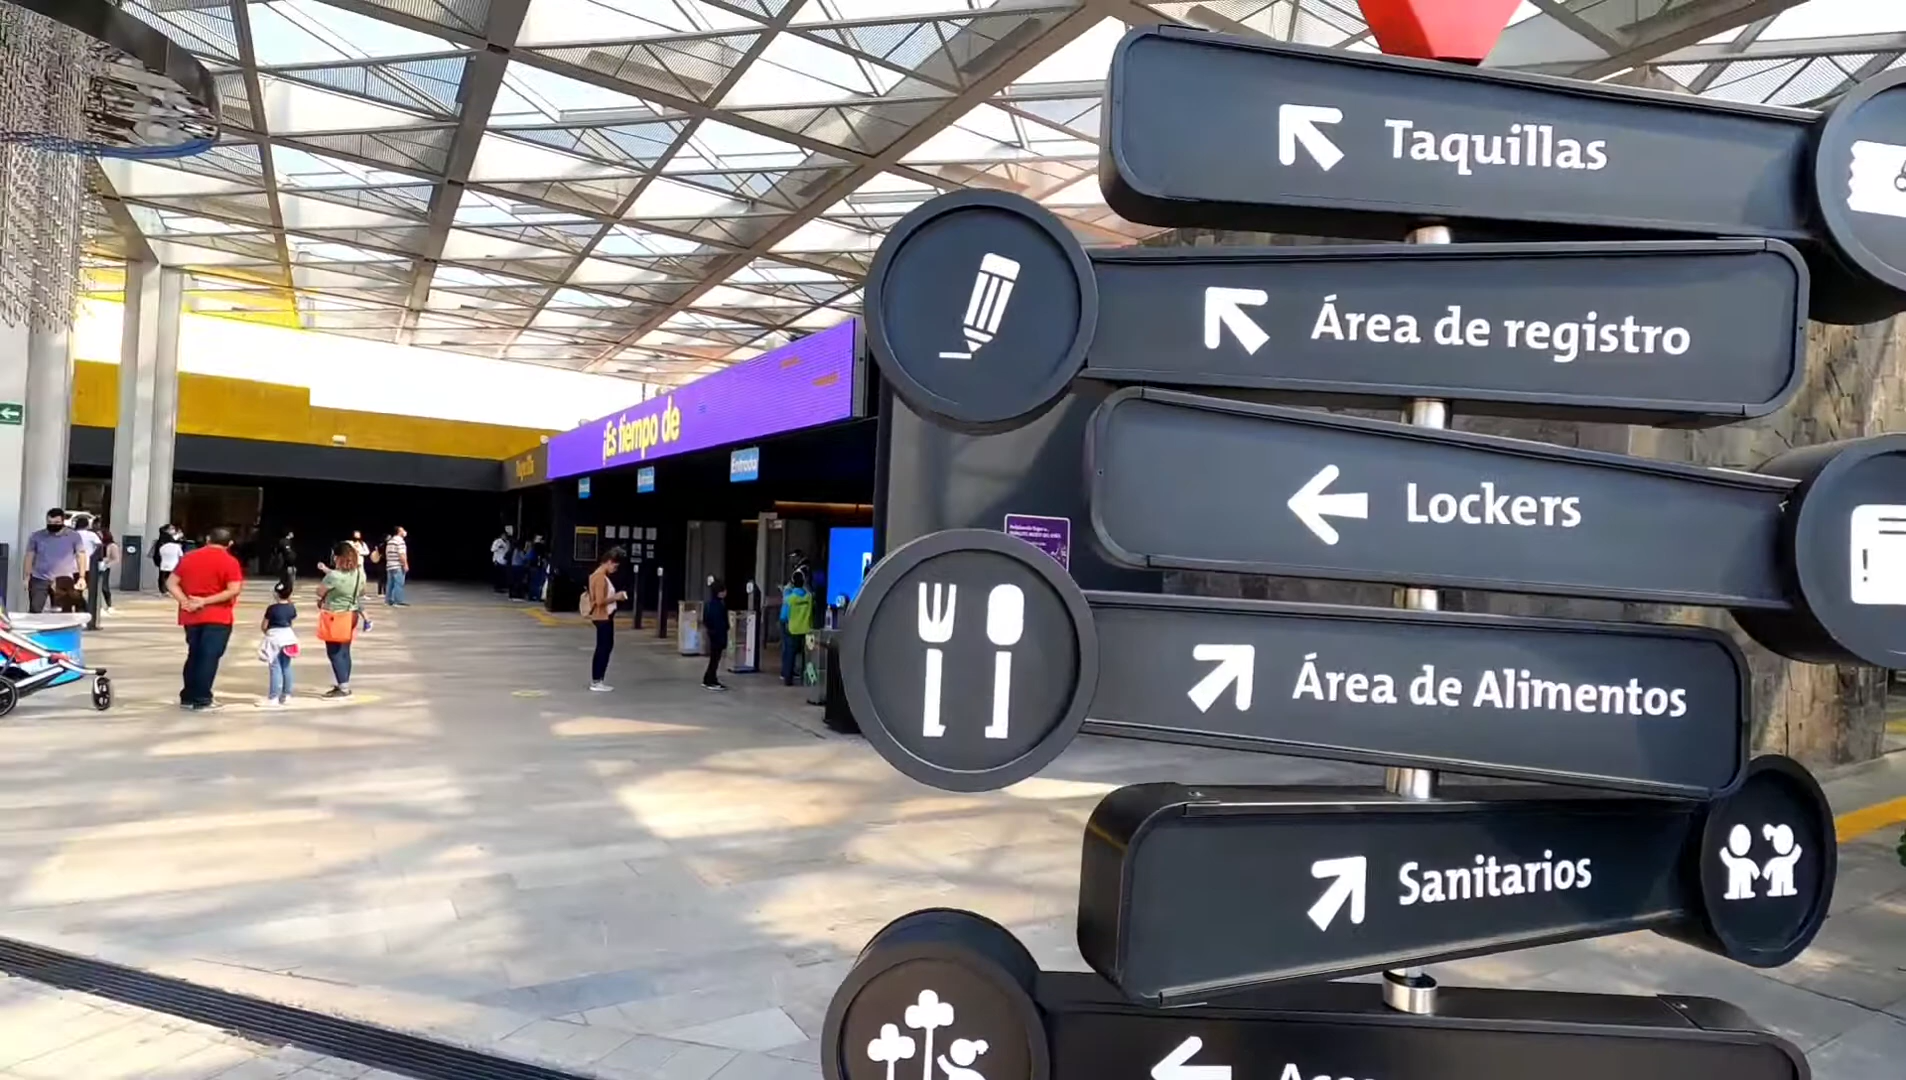 Taquillas
Área de registro
Lockers
Área de Alimentos
Sanitarios
¡Es tiempo de
Entrada